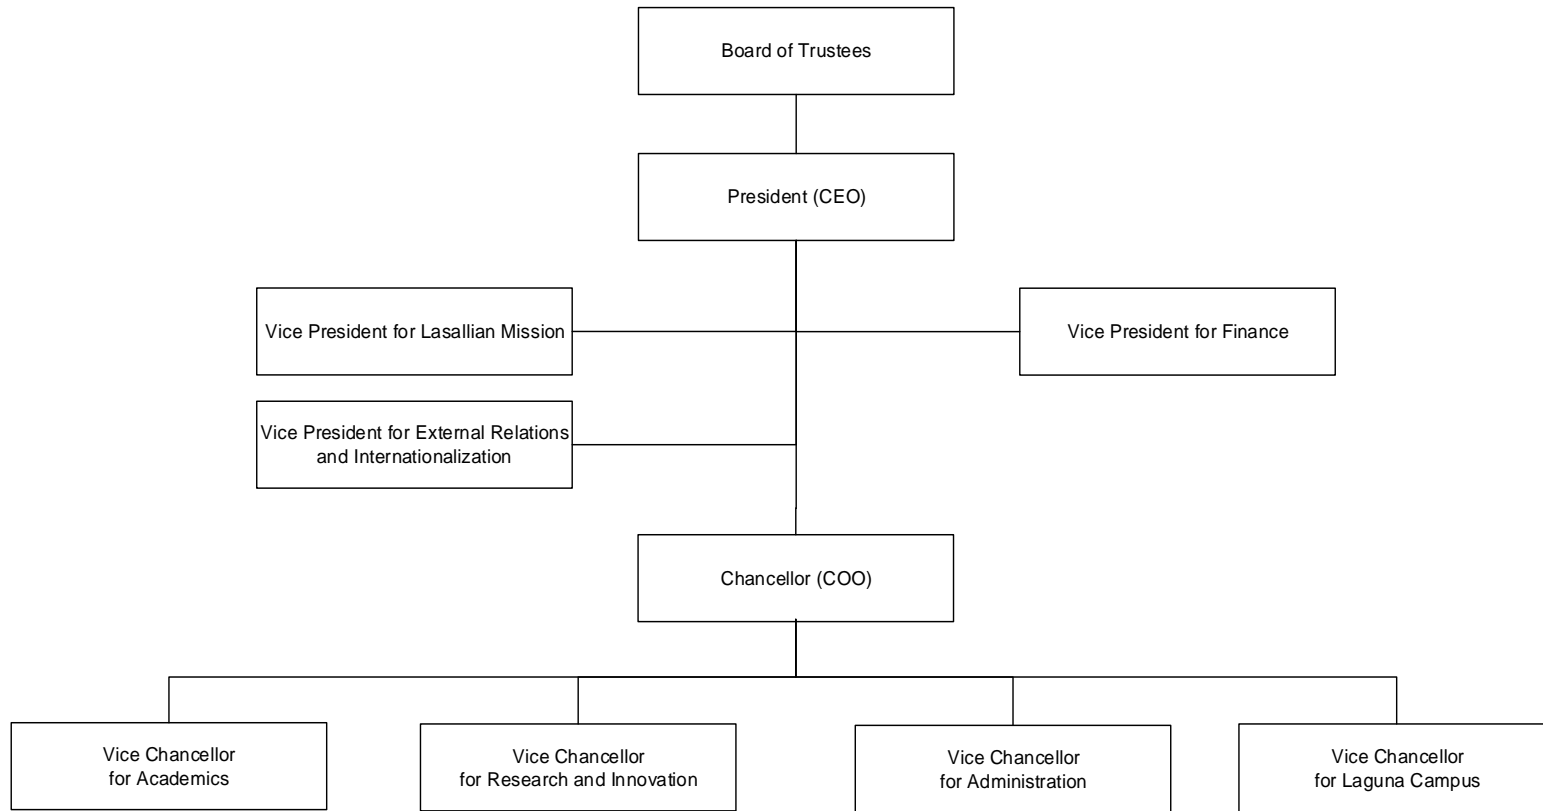 Board of Trustees
President (CEO)
Vice President for Lasallian Mission
Vice President for Finance
Vice President for External Relations
and Internationalization
Chancellor (COO)
Vice Chancellor
for Academics
Vice Chancellor
for Research and Innovation
Vice Chancellor
for Administration
Vice Chancellor
for Laguna Campus